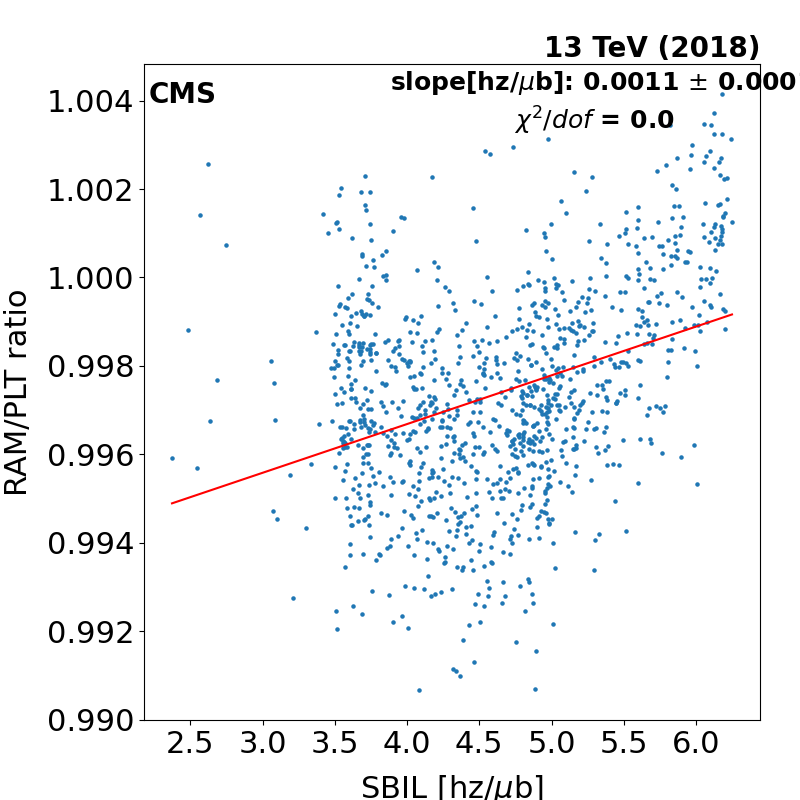 13 TeV (2018)
CMS
slope[hz/μb]: 0.0011 ± 0.000
χ²/dof = 0.0
1.004
1.002
1.000
0.998
0.996
0.994
0.992
0.990
RAM/PLT ratio
2.5 3.0 3.5 4.0 4.5 5.0 5.5 6.0
SBIL [hz/μb]